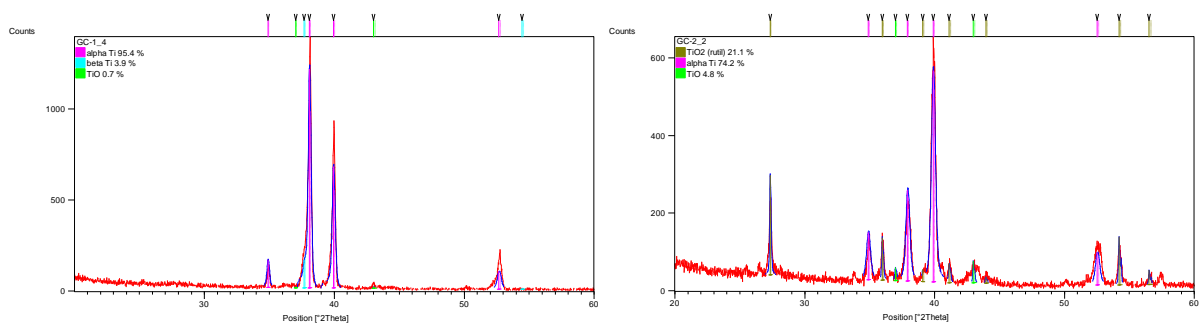 Counts
GC-1_4
alpha Ti 95.4 %
beta Ti 3.9 %
TiO 0.7 %
1000
500
0
30
40
50
60
Position [°2Theta]
Counts
GC-2_2
TiO2 (rutil) 21.1 %
alpha Ti 74.2 %
TiO 4.8 %
600
400
200
0
20
30
40
50
60
Position [°2Theta]